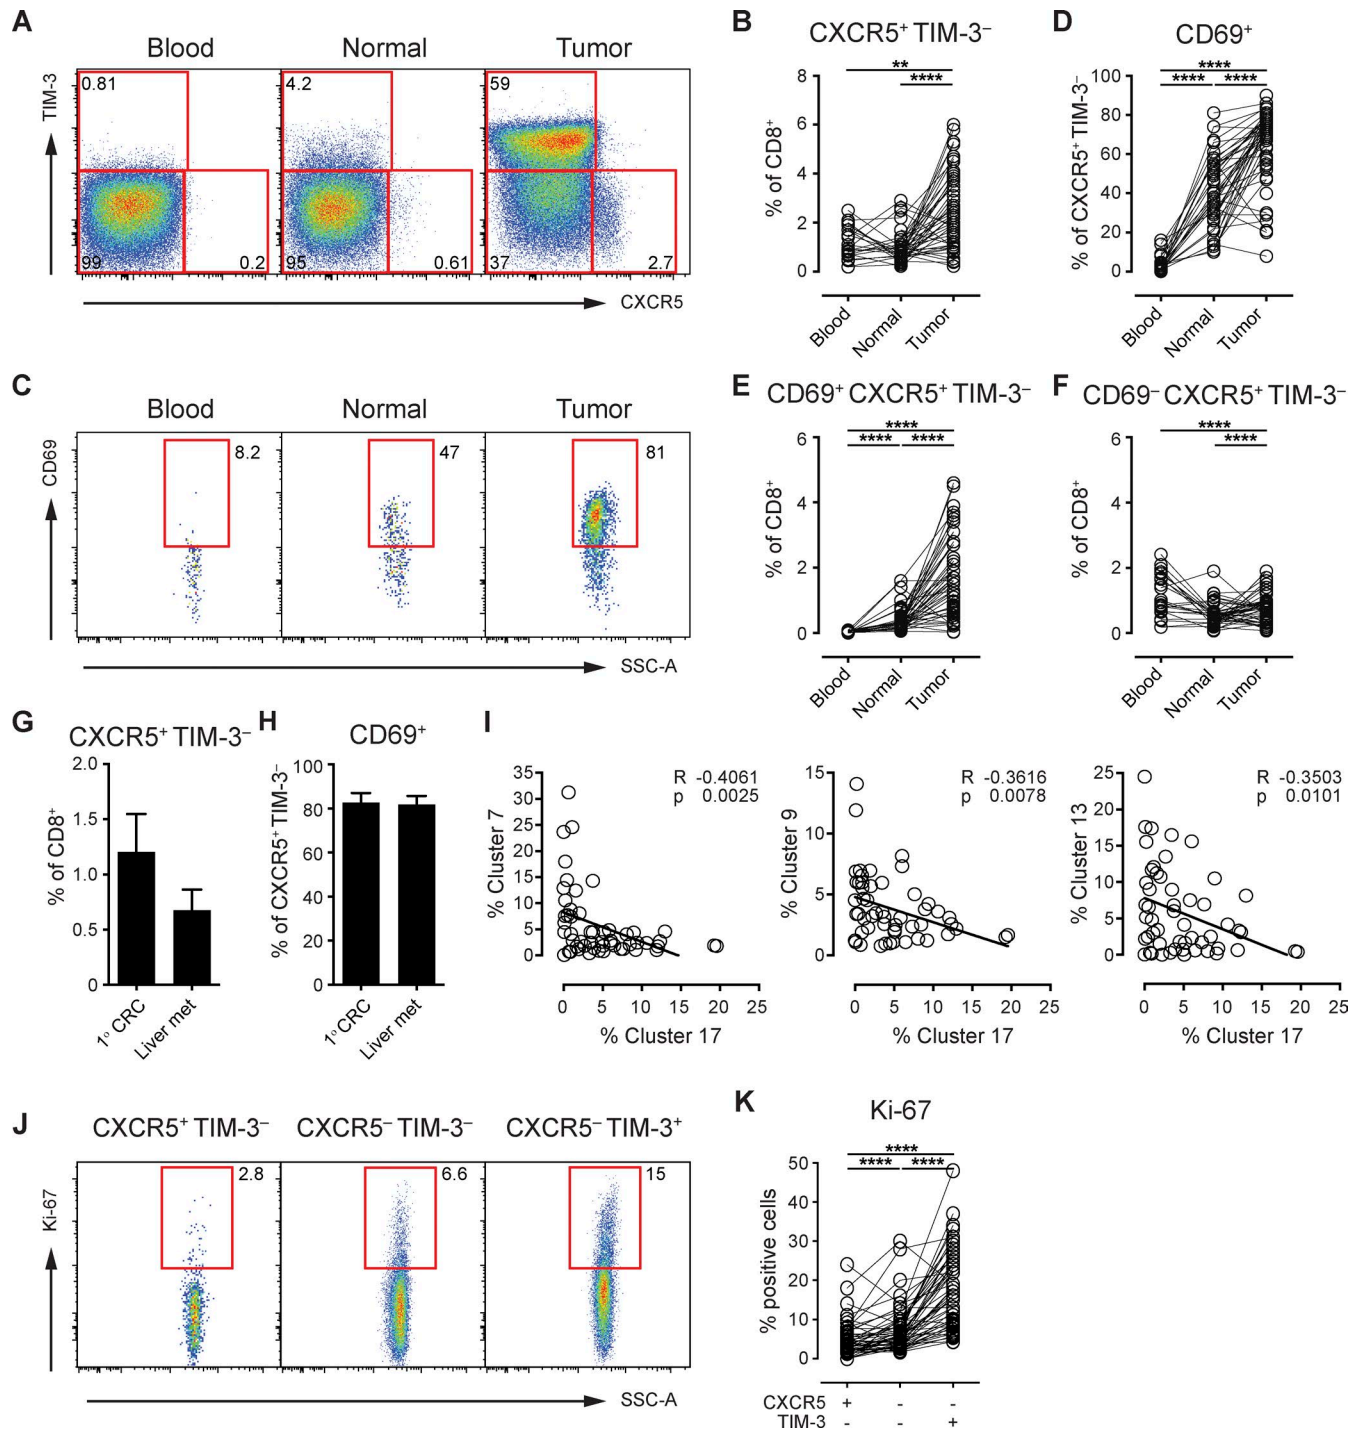 A
Blood
Normal
Tumor
TIM-3
0.81
4.2
59
99
0.2
95
0.61
37
2.7
CXCR5
B
CXCR5⁺ TIM-3⁻
% of CD8⁺
**
****
8
6
4
2
0
Blood
Normal
Tumor
D
CD69⁺
% of CXCR5⁺ TIM-3⁻
****
**** ****
100
80
60
40
20
0
Blood
Normal
Tumor
C
Blood
Normal
Tumor
CD69
8.2
47
81
SSC-A
E
CD69⁺ CXCR5⁺ TIM-3⁻
% of CD8⁺
****
**** ****
6
4
2
0
Blood
Normal
Tumor
F
CD69⁻ CXCR5⁺ TIM-3⁻
% of CD8⁺
****
****
6
4
2
0
Blood
Normal
Tumor
G
CXCR5⁺ TIM-3⁻
% of CD8⁺
2.0
1.5
1.0
0.5
0
1º CRC
Liver met
H
CD69⁺
% of CXCR5⁺ TIM-3⁻
100
80
60
40
20
0
1º CRC
Liver met
I
% Cluster 7
35
30
25
20
15
10
5
0
R -0.4061
p 0.0025
0 5 10 15 20 25
% Cluster 17
% Cluster 9
15
10
5
0
R -0.3616
p 0.0078
0 5 10 15 20 25
% Cluster 17
% Cluster 13
25
20
15
10
5
0
R -0.3503
p 0.0101
0 5 10 15 20 25
% Cluster 17
J
CXCR5⁺ TIM-3⁻
CXCR5⁻ TIM-3⁻
CXCR5⁻ TIM-3⁺
Ki-67
2.8
6.6
15
SSC-A
K
Ki-67
% positive cells
****
**** ****
50
40
30
20
10
0
CXCR5 + - -
TIM-3 - - +